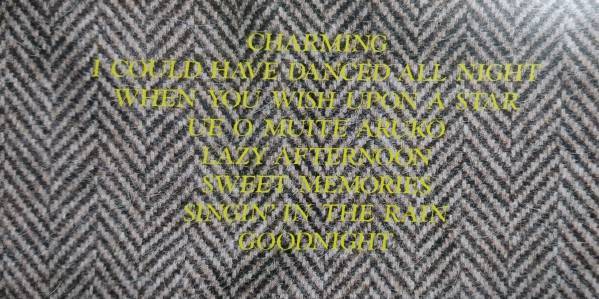 CHARMING
I COULD HAVE DANCED ALL NIGHT
WHEN YOU WISH UPON A STAR
UE O MUITE ARUKŌ
LAZY AFTERNOON
SWEET MEMORIES
SINGIN' IN THE RAIN
GOODNIGHT